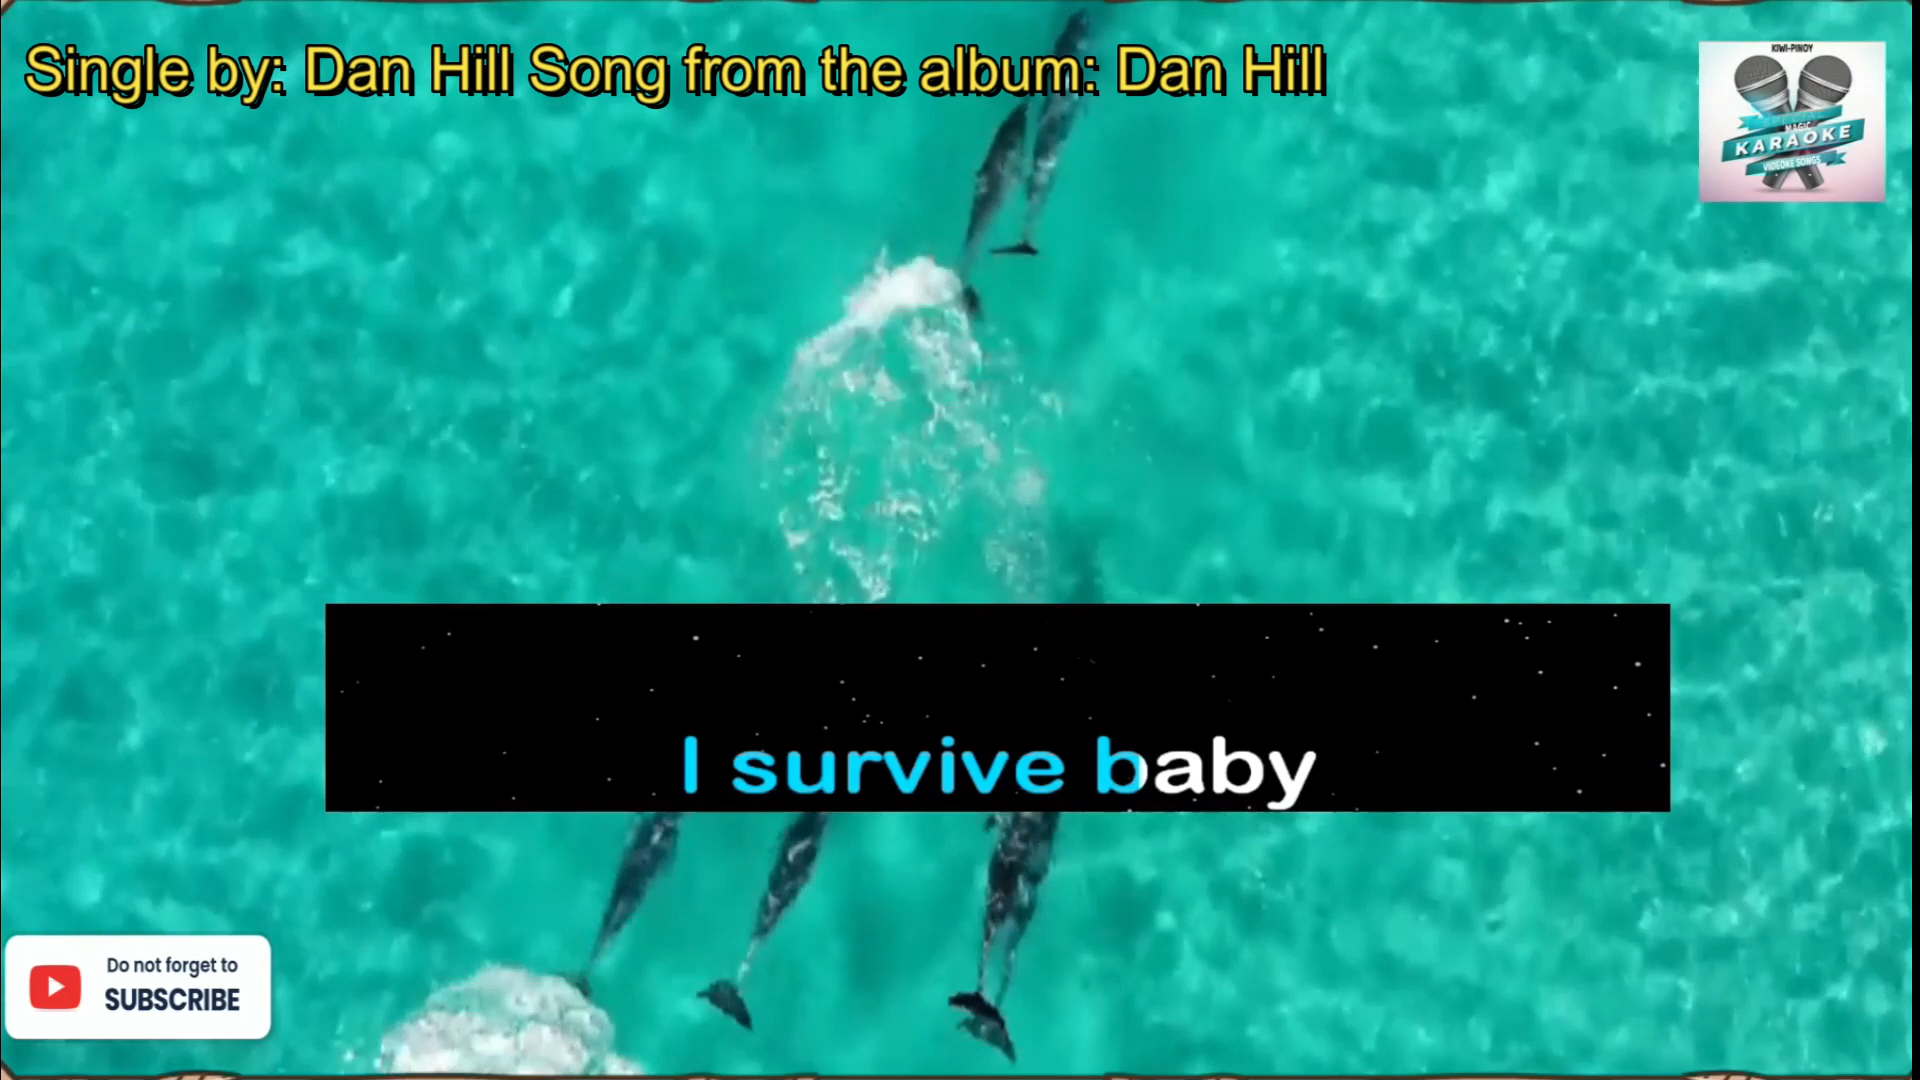 Single by: Dan Hill Song from the album: Dan Hill
KIWI-PINOY
MAGIC
KARAOKE
VIDEOKE SONGS
I survive baby
Do not forget to
SUBSCRIBE